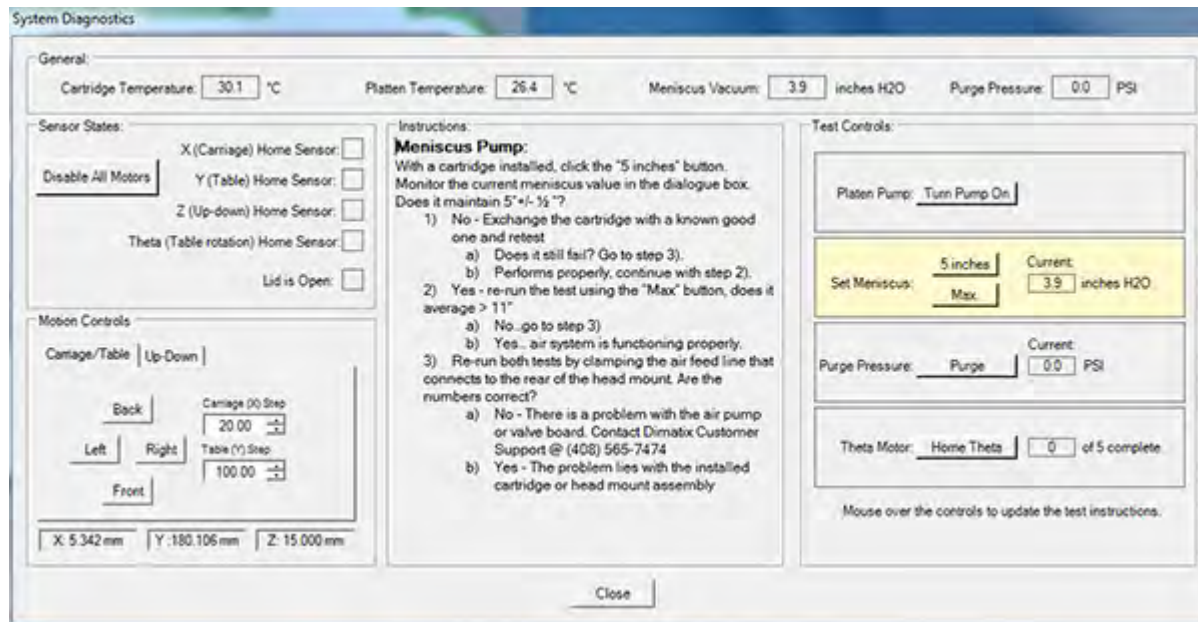 System Diagnostics
General:
Cartridge Temperature: 30.1 °C Platten Temperature: 26.4 °C Meniscus Vacuum: 3.9 inches H2O Purge Pressure: 0.0 PSI
Sensor States:
X (Carriage) Home Sensor:
Disable All Motors
Y (Table) Home Sensor:
Z (Up-down) Home Sensor:
Theta (Table rotation) Home Sensor:
Lid is Open:
Motion Controls
Carriage/Table Up-Down
Back
Left Right
Front
Carriage (X) Step
20.00
Table (Y) Step
100.00
X: 5.342 mm Y :180.106 mm Z: 15.000 mm
Instructions:
Meniscus Pump:
With a cartridge installed, click the "5 inches" button.
Monitor the current meniscus value in the dialogue box.
Does it maintain 5"+/- ½ "?
1) No - Exchange the cartridge with a known good
one and retest
a) Does it still fail? Go to step 3).
b) Performs properly, continue with step 2).
2) Yes - re-run the test using the "Max" button, does it
average > 11"
a) No..go to step 3)
b) Yes... air system is functioning properly.
3) Re-run both tests by clamping the air feed line that
connects to the rear of the head mount. Are the
numbers correct?
a) No - There is a problem with the air pump
or valve board. Contact Dimatix Customer
Support @ (408) 565-7474
b) Yes - The problem lies with the installed
cartridge or head mount assembly
Test Controls:
Platen Pump: Turn Pump On
Set Meniscus: 5 inches Max. Current: 3.9 inches H2O
Purge Pressure: Purge Current: 0.0 PSI
Theta Motor: Home Theta 0 of 5 complete
Mouse over the controls to update the test instructions.
Close